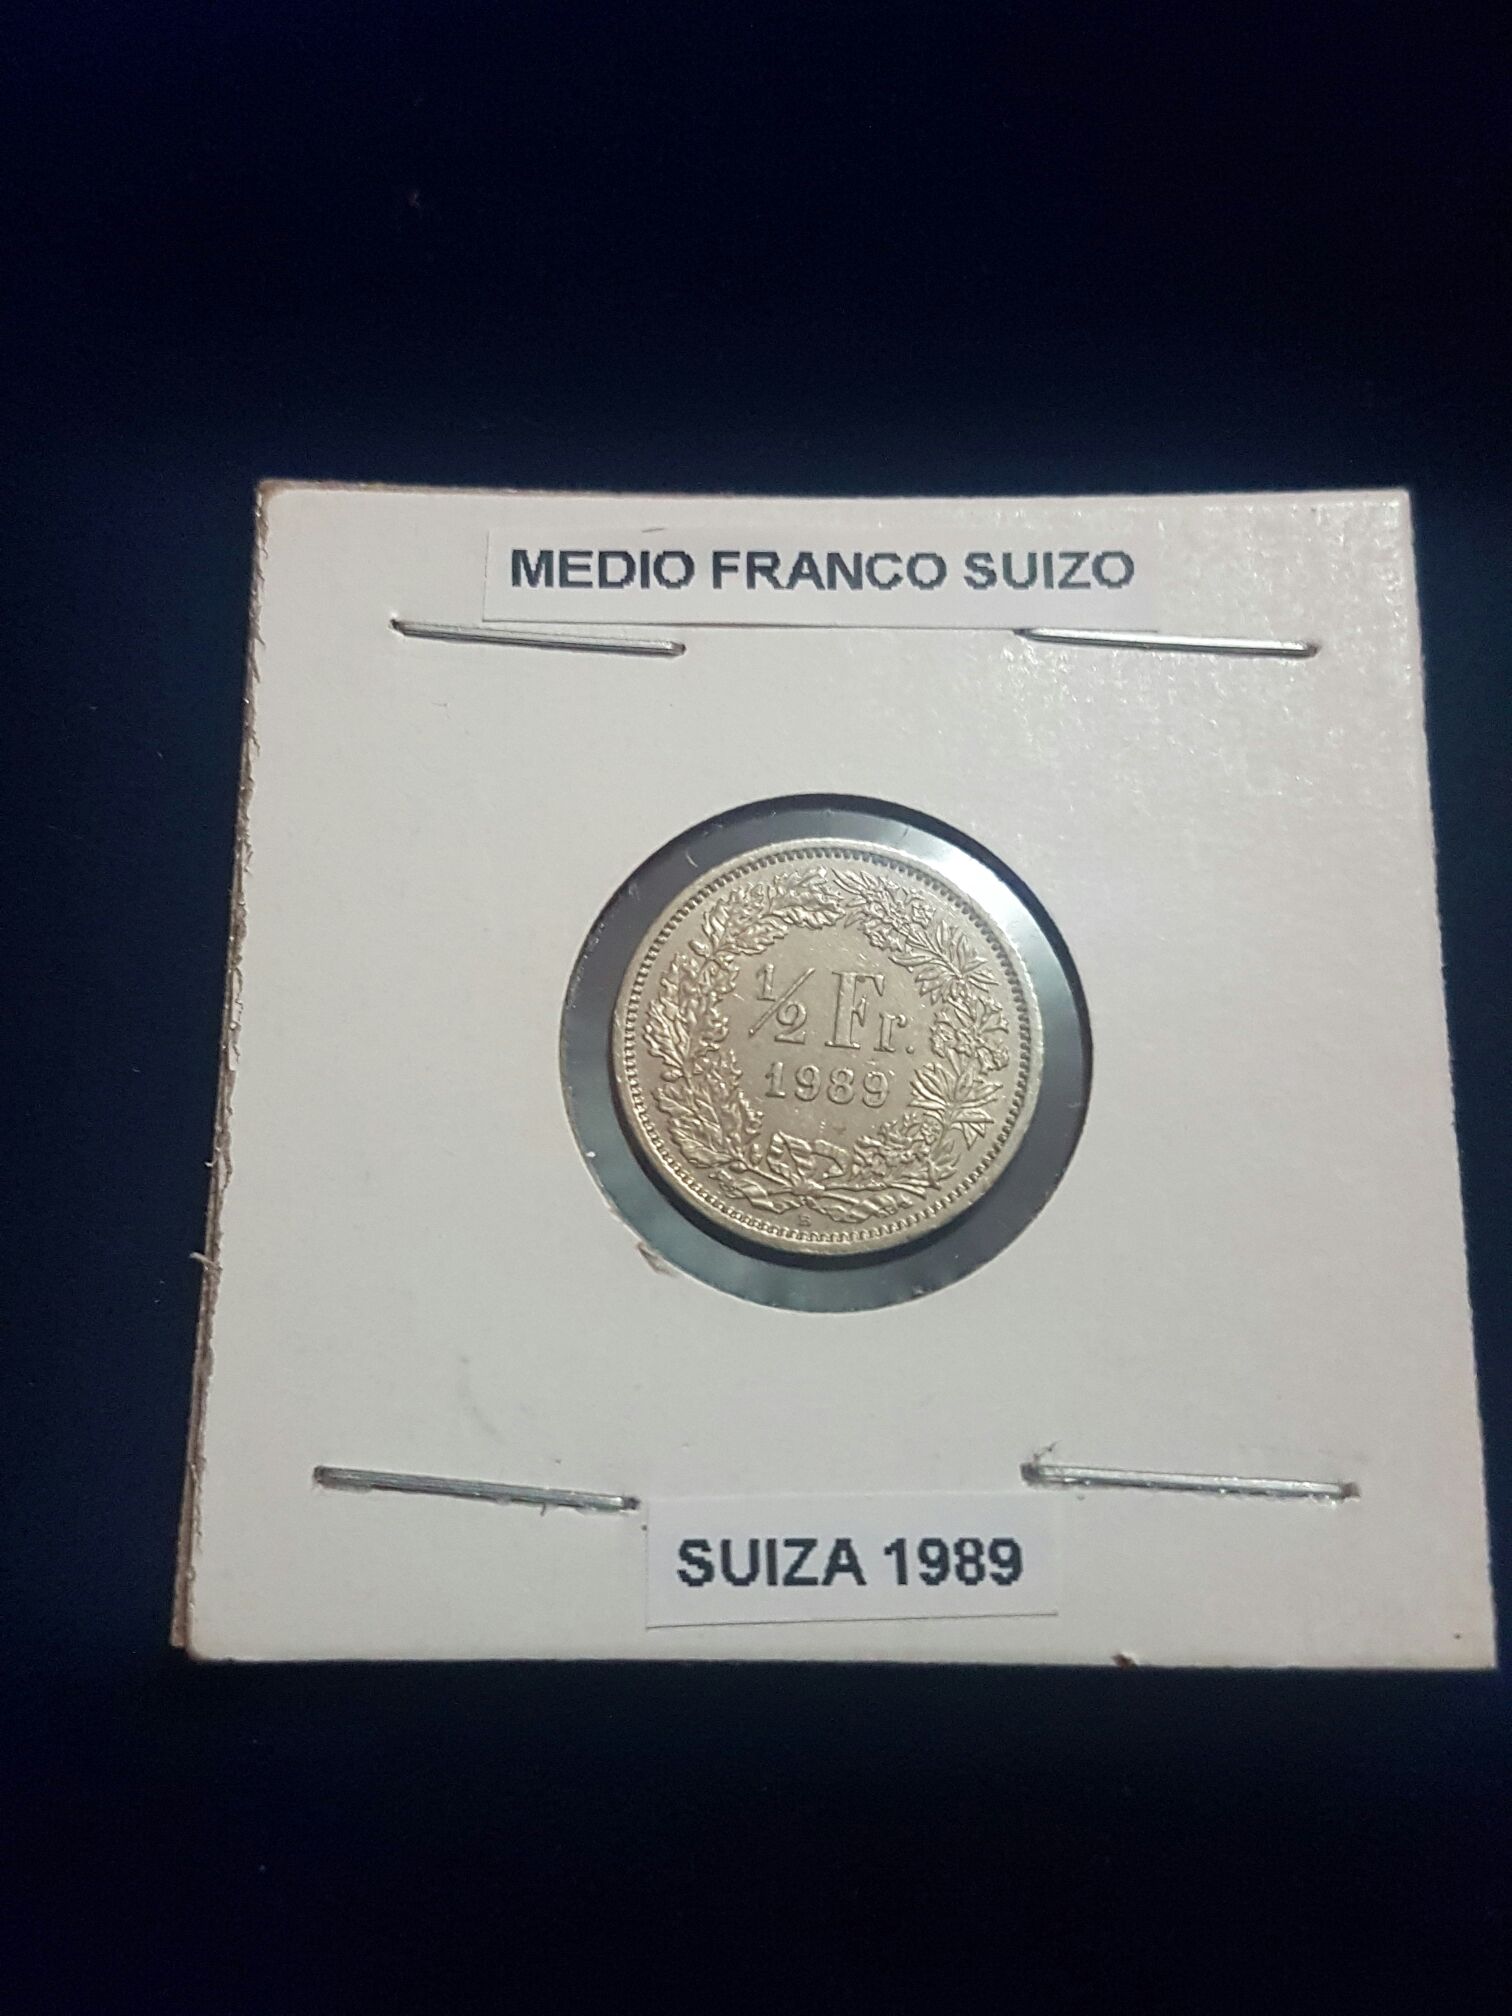 MEDIO FRANCO SUIZO
1/2 Fr.
1989
B
SUIZA 1989